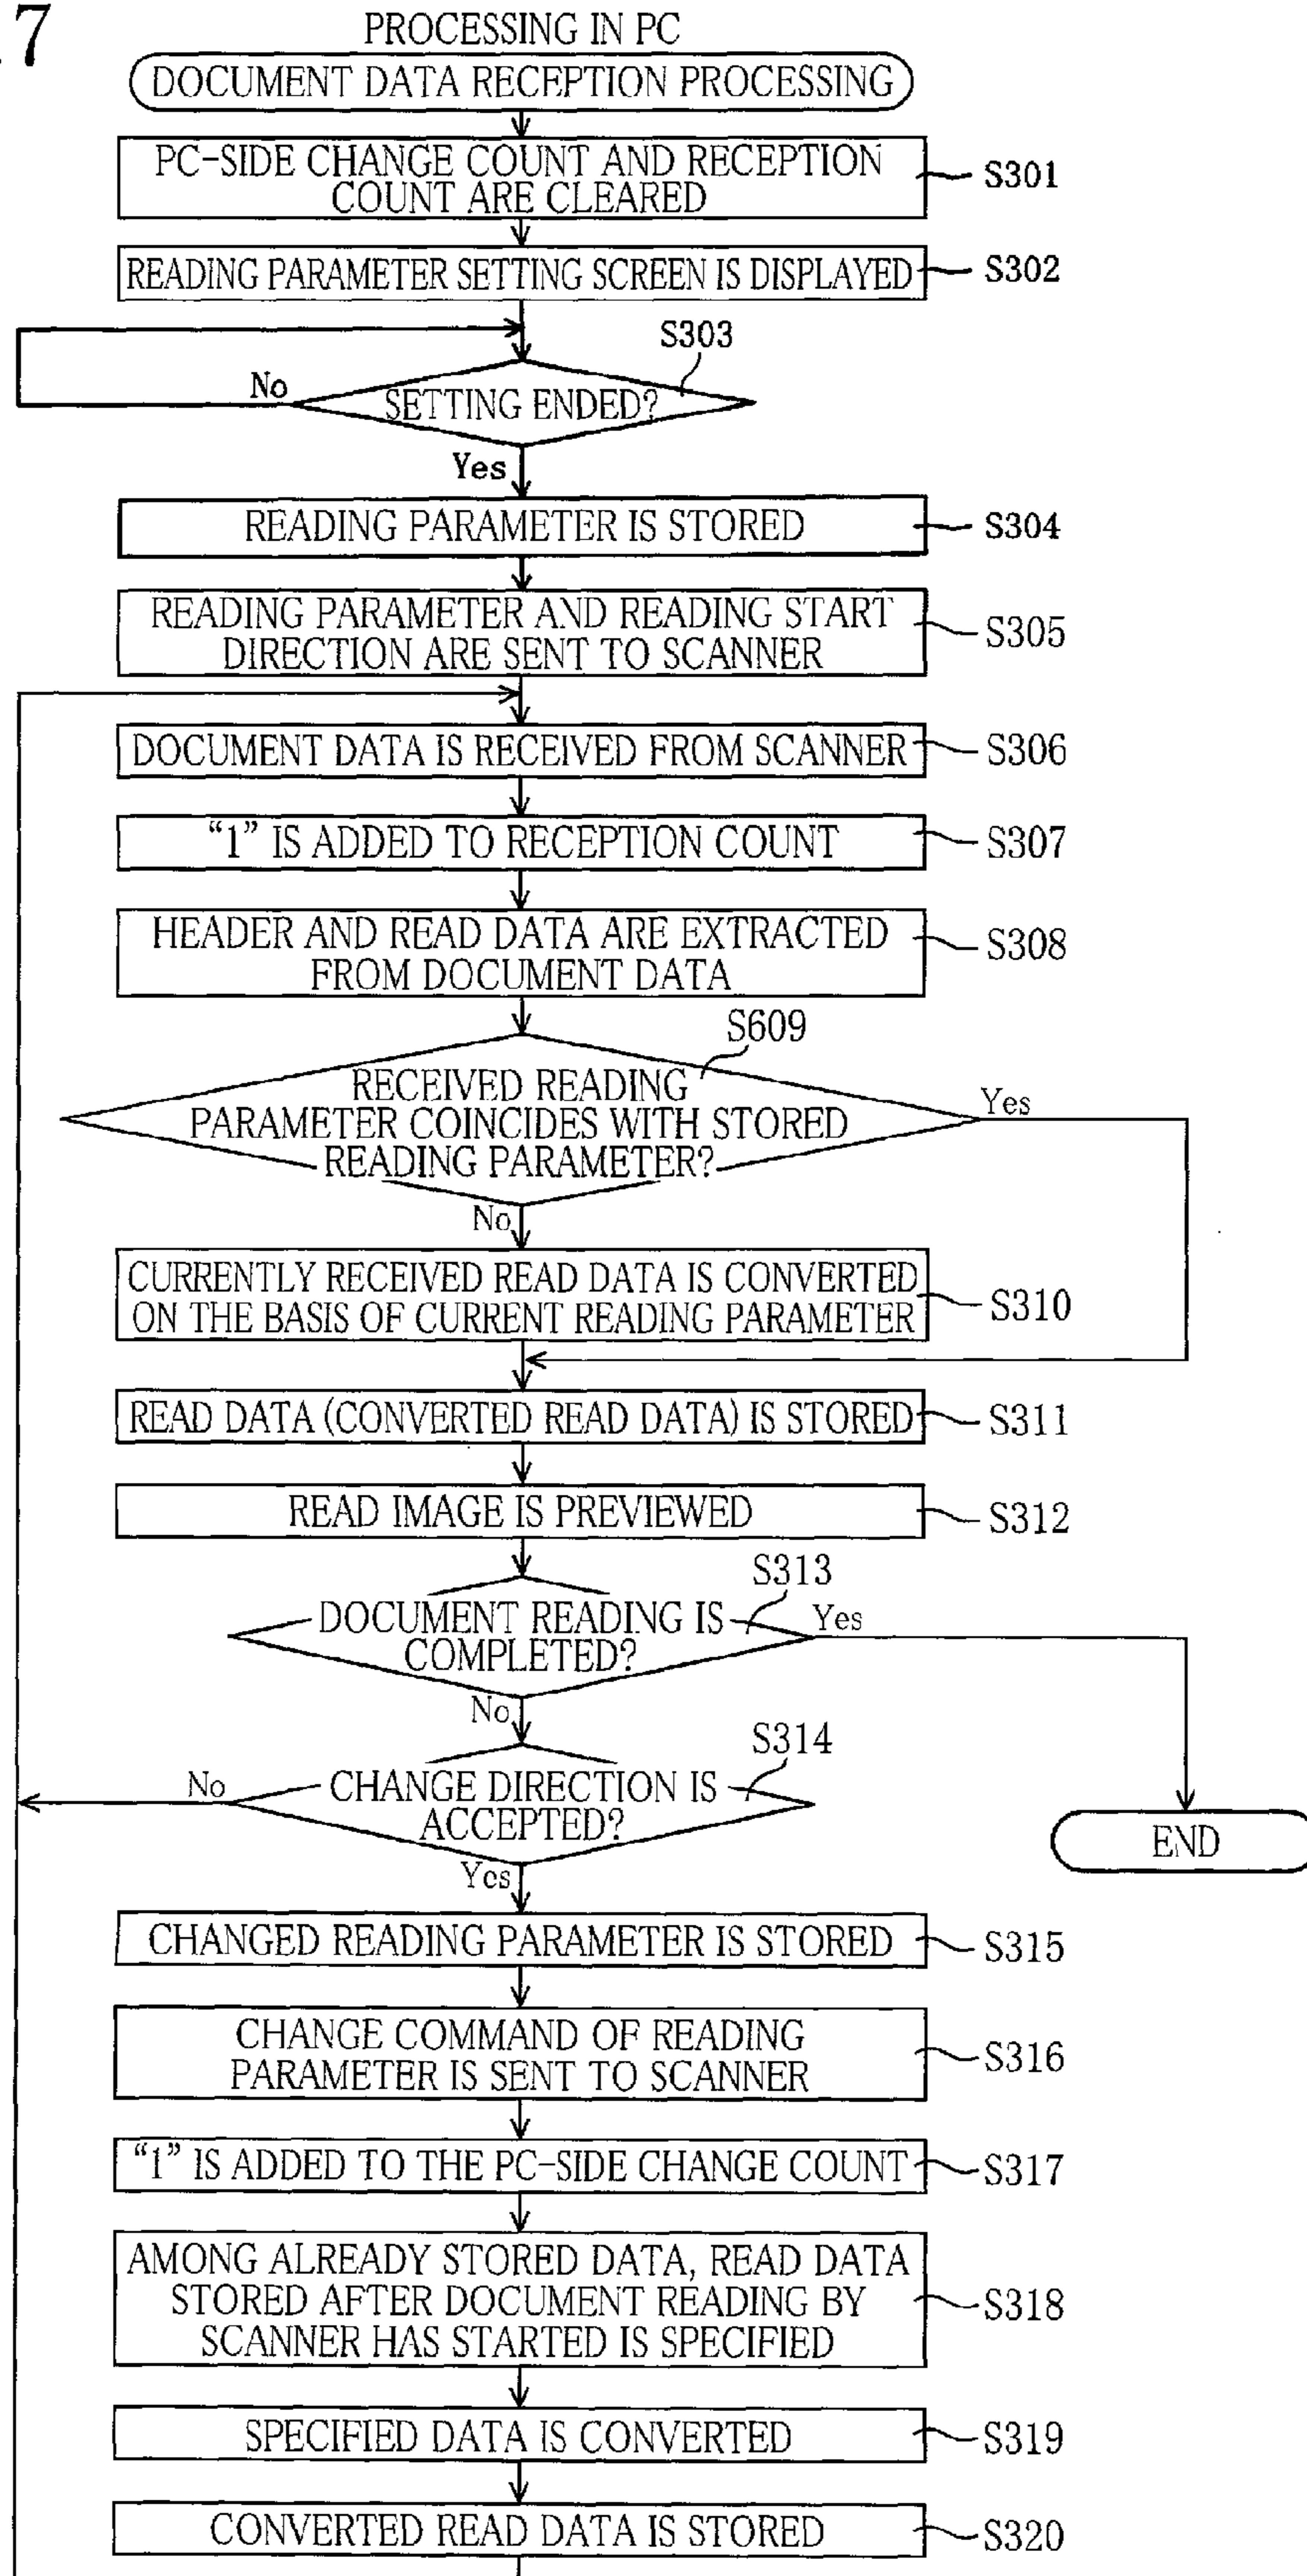 7
PROCESSING IN PC
DOCUMENT DATA RECEPTION PROCESSING
PC-SIDE CHANGE COUNT AND RECEPTION
COUNT ARE CLEARED
S301
READING PARAMETER SETTING SCREEN IS DISPLAYED
S302
S303
No
SETTING ENDED?
Yes
READING PARAMETER IS STORED
S304
READING PARAMETER AND READING START
DIRECTION ARE SENT TO SCANNER
S305
DOCUMENT DATA IS RECEIVED FROM SCANNER
S306
“1” IS ADDED TO RECEPTION COUNT
S307
HEADER AND READ DATA ARE EXTRACTED
FROM DOCUMENT DATA
S308
S609
RECEIVED READING
PARAMETER COINCIDES WITH STORED
READING PARAMETER?
Yes
No
CURRENTLY RECEIVED READ DATA IS CONVERTED
ON THE BASIS OF CURRENT READING PARAMETER
S310
READ DATA (CONVERTED READ DATA) IS STORED
S311
READ IMAGE IS PREVIEWED
S312
S313
DOCUMENT READING IS
COMPLETED?
Yes
No
S314
No
CHANGE DIRECTION IS
ACCEPTED?
END
Yes
CHANGED READING PARAMETER IS STORED
S315
CHANGE COMMAND OF READING
PARAMETER IS SENT TO SCANNER
S316
“1” IS ADDED TO THE PC-SIDE CHANGE COUNT
S317
AMONG ALREADY STORED DATA, READ DATA
STORED AFTER DOCUMENT READING BY
SCANNER HAS STARTED IS SPECIFIED
S318
SPECIFIED DATA IS CONVERTED
S319
CONVERTED READ DATA IS STORED
S320